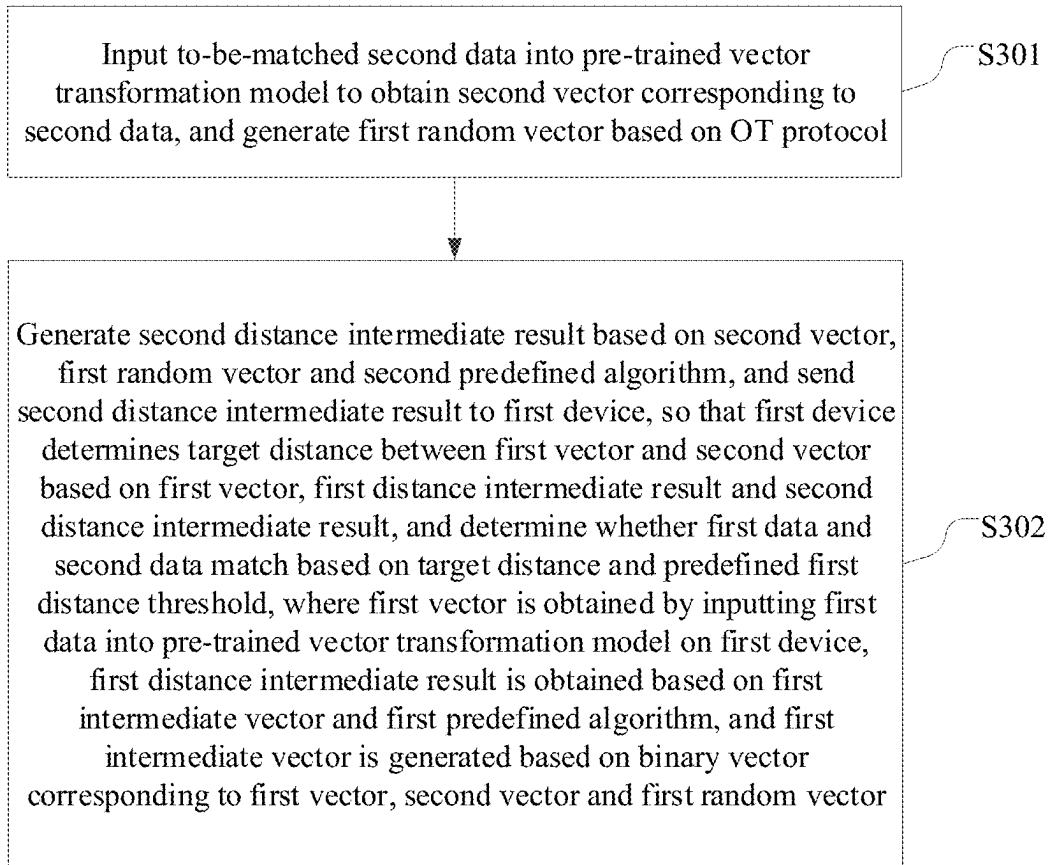 Input to-be-matched second data into pre-trained vector
transformation model to obtain second vector corresponding to
second data, and generate first random vector based on OT protocol
S301
Generate second distance intermediate result based on second vector,
first random vector and second predefined algorithm, and send
second distance intermediate result to first device, so that first device
determines target distance between first vector and second vector
based on first vector, first distance intermediate result and second
distance intermediate result, and determine whether first data and
second data match based on target distance and predefined first
distance threshold, where first vector is obtained by inputting first
data into pre-trained vector transformation model on first device,
first distance intermediate result is obtained based on first
intermediate vector and first predefined algorithm, and first
intermediate vector is generated based on binary vector
corresponding to first vector, second vector and first random vector
S302